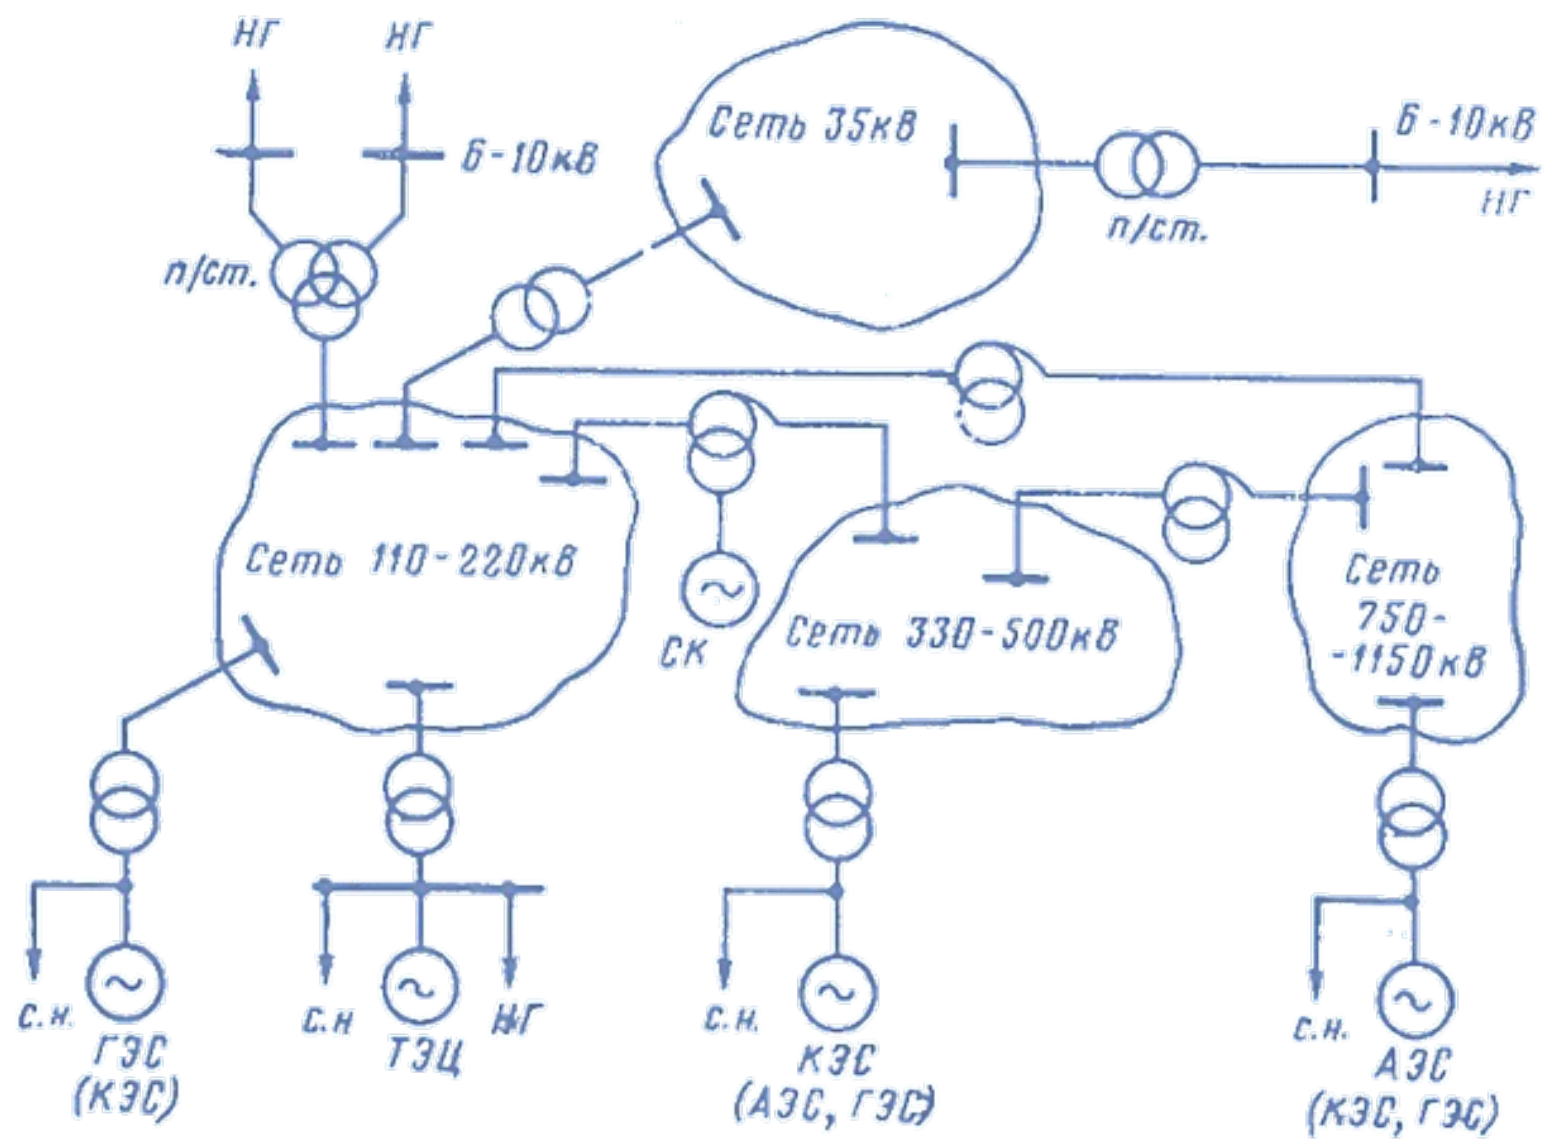 НГ НГ
Сеть 35кВ
6-10кВ
6-10кВ
НГ
п/ст.
п/ст.
Сеть 110-220кВ
СК
Сеть 330-500кВ
Сеть
750-
-1150кВ
с.н.
ГЭС
(КЭС)
с.н
ТЭЦ
НГ
с.н.
КЭС
(АЭС, ГЭС)
с.н.
АЭС
(КЭС, ГЭС)